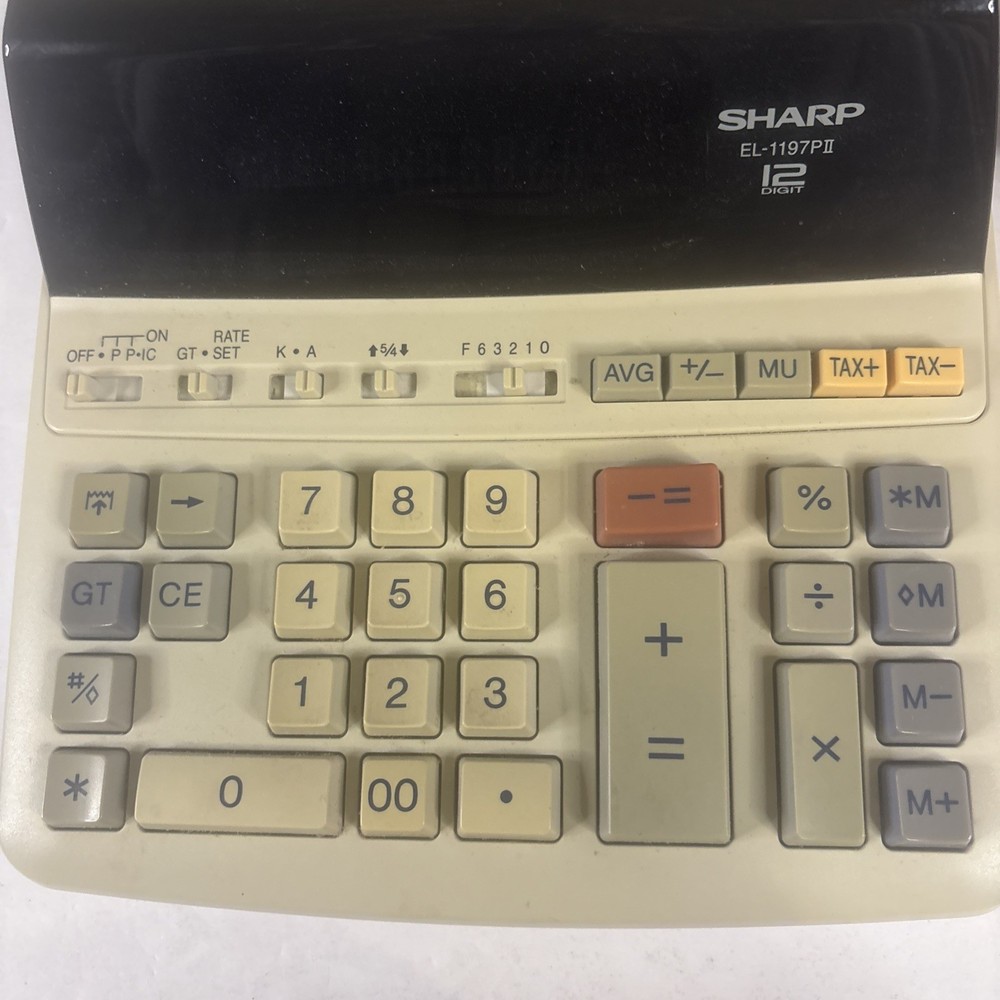 SHARP
EL-1197PII
12
DIGIT
ON
RATE
OFF • P P•IC GT • SET K • A ⬆5/4⬇ F 6 3 2 1 0
AVG +/− MU TAX+ TAX−
→ 7 8 9 −= % *M
GT CE 4 5 6 + ÷ ◊M
#/◊ 1 2 3 = × M−
* 0 00 • M+